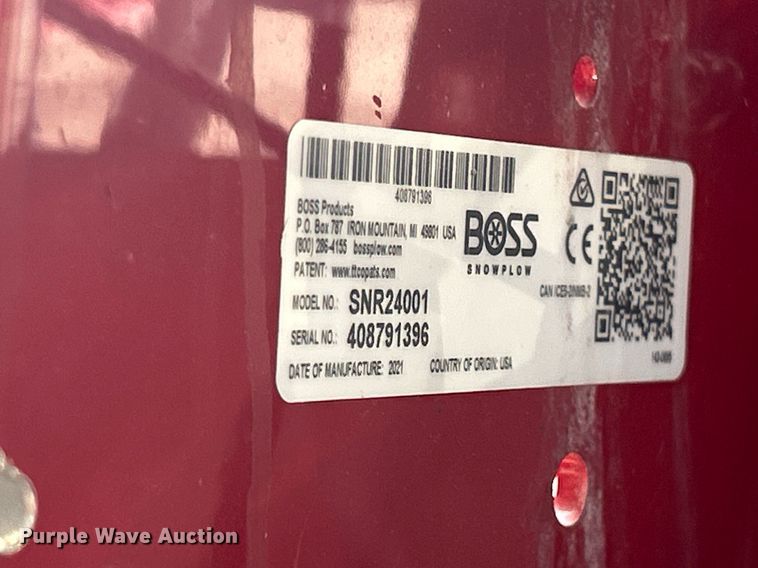 408791396
BOSS Products
P.O. Box 787 IRON MOUNTAIN, MI 49801 USA
(800) 286-4155 bossplow.com
PATENT: www.ttcopats.com
BOSS
SNOWPLOW
CE
MODEL NO.: SNR24001
SERIAL NO.: 408791396
DATE OF MANUFACTURE: 2021 COUNTRY OF ORIGIN: USA
Purple Wave Auction